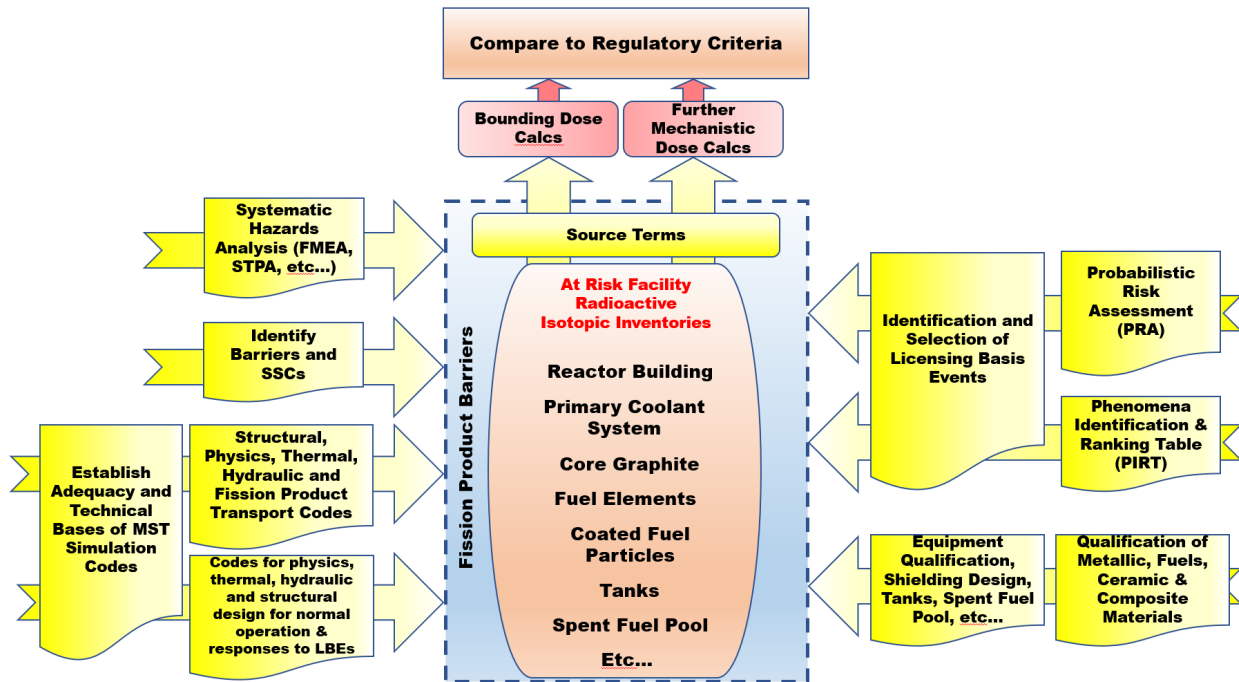 Compare to Regulatory Criteria
Bounding Dose
Calcs
Further
Mechanistic
Dose Calcs
Systematic
Hazards
Analysis (FMEA,
STPA, etc...)
Identify
Barriers and
SSCs
Establish
Adequacy and
Technical
Bases of MST
Simulation
Codes
Structural,
Physics, Thermal,
Hydraulic and
Fission Product
Transport Codes
Codes for physics,
thermal, hydraulic
and structural
design for normal
operation &
responses to LBEs
Fission Product Barriers
Source Terms
At Risk Facility
Radioactive
Isotopic Inventories
Reactor Building
Primary Coolant
System
Core Graphite
Fuel Elements
Coated Fuel
Particles
Tanks
Spent Fuel Pool
Etc...
Identification and
Selection of
Licensing Basis
Events
Probabilistic
Risk
Assessment
(PRA)
Phenomena
Identification &
Ranking Table
(PIRT)
Equipment
Qualification,
Shielding Design,
Tanks, Spent Fuel
Pool, etc...
Qualification of
Metallic, Fuels,
Ceramic &
Composite
Materials